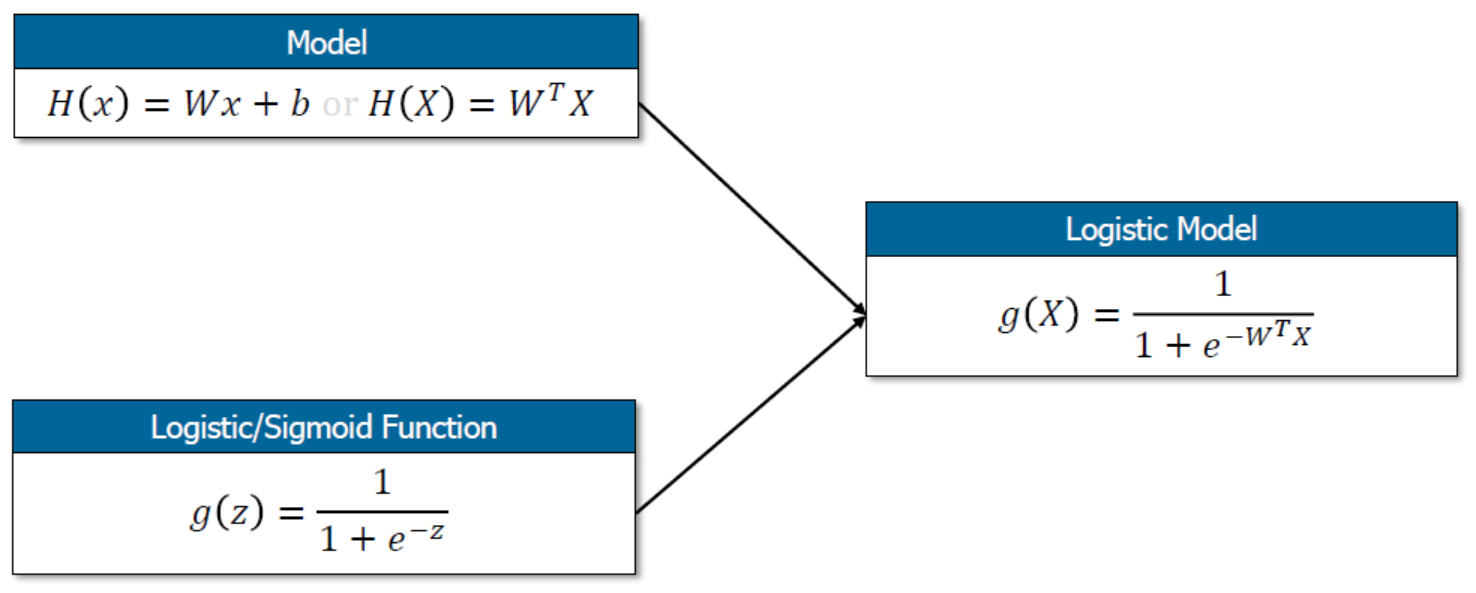 Model
H(x) = Wx + b or H(X) = W^T X
Logistic Model
g(X) = 1 / (1 + e^{-W^T X})
Logistic/Sigmoid Function
g(z) = 1 / (1 + e^{-z})